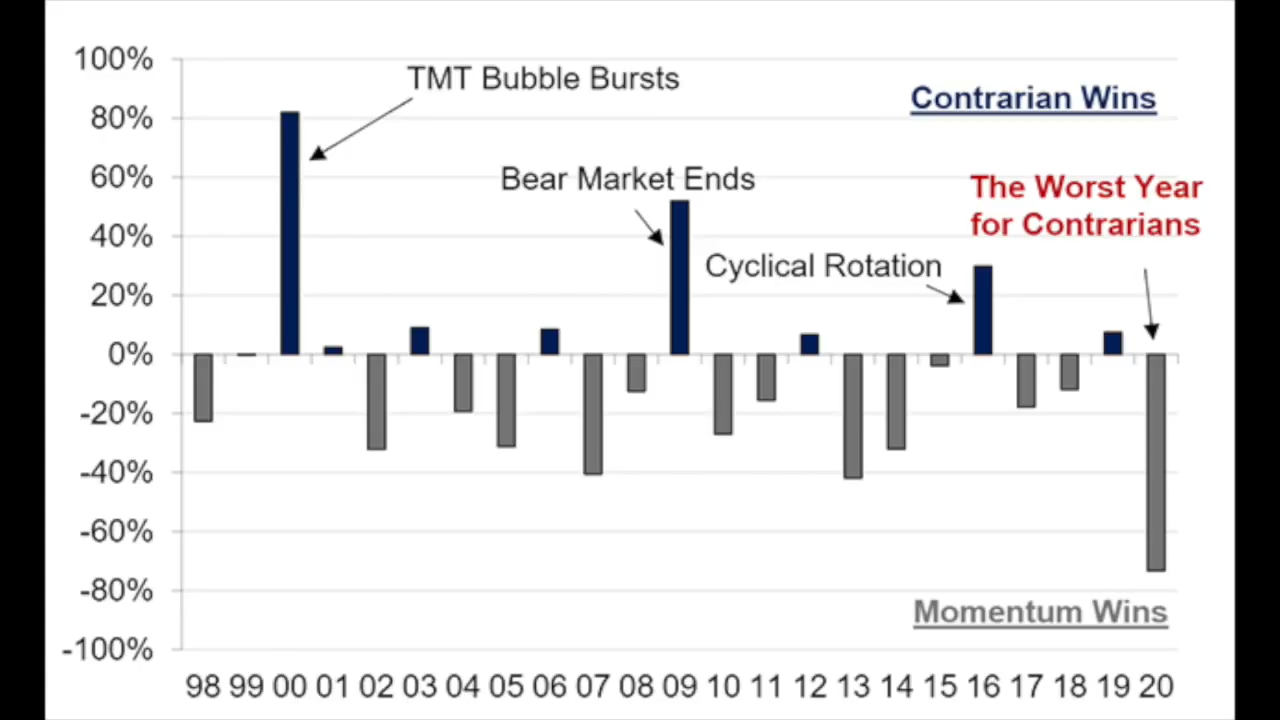 100%
TMT Bubble Bursts
Contrarian Wins
80%
60%
Bear Market Ends
The Worst Year
for Contrarians
40%
Cyclical Rotation
20%
0%
-20%
-40%
-60%
-80%
Momentum Wins
-100%
98 99 00 01 02 03 04 05 06 07 08 09 10 11 12 13 14 15 16 17 18 19 20